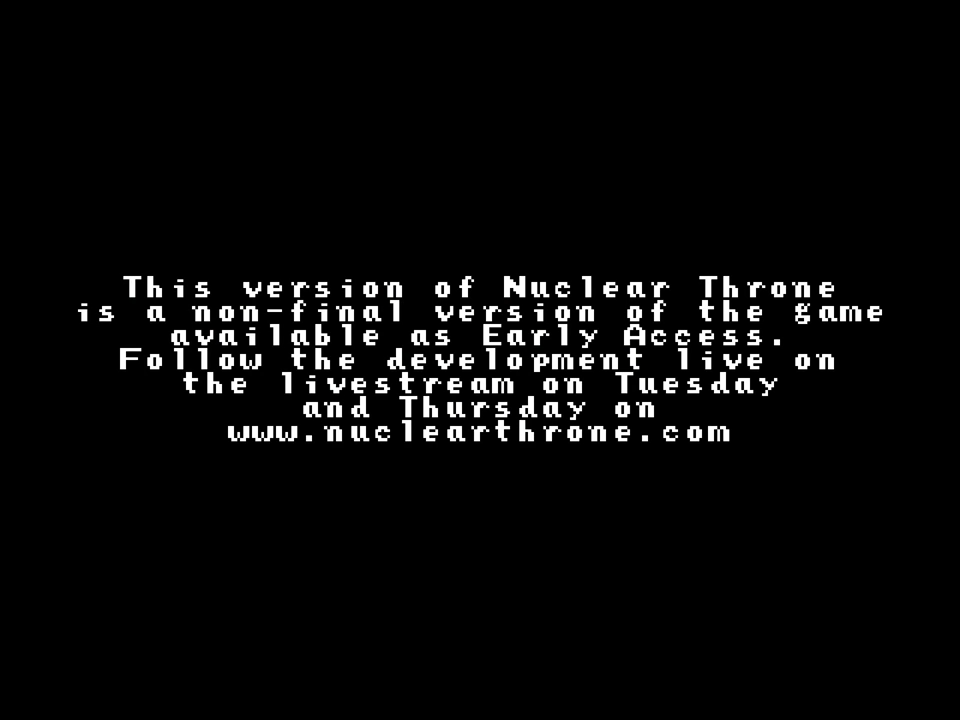 This version of Nuclear Throne
is a non-final version of the game
available as Early Access.
Follow the development live on
the livestream on Tuesday
and Thursday on
www.nuclearthrone.com